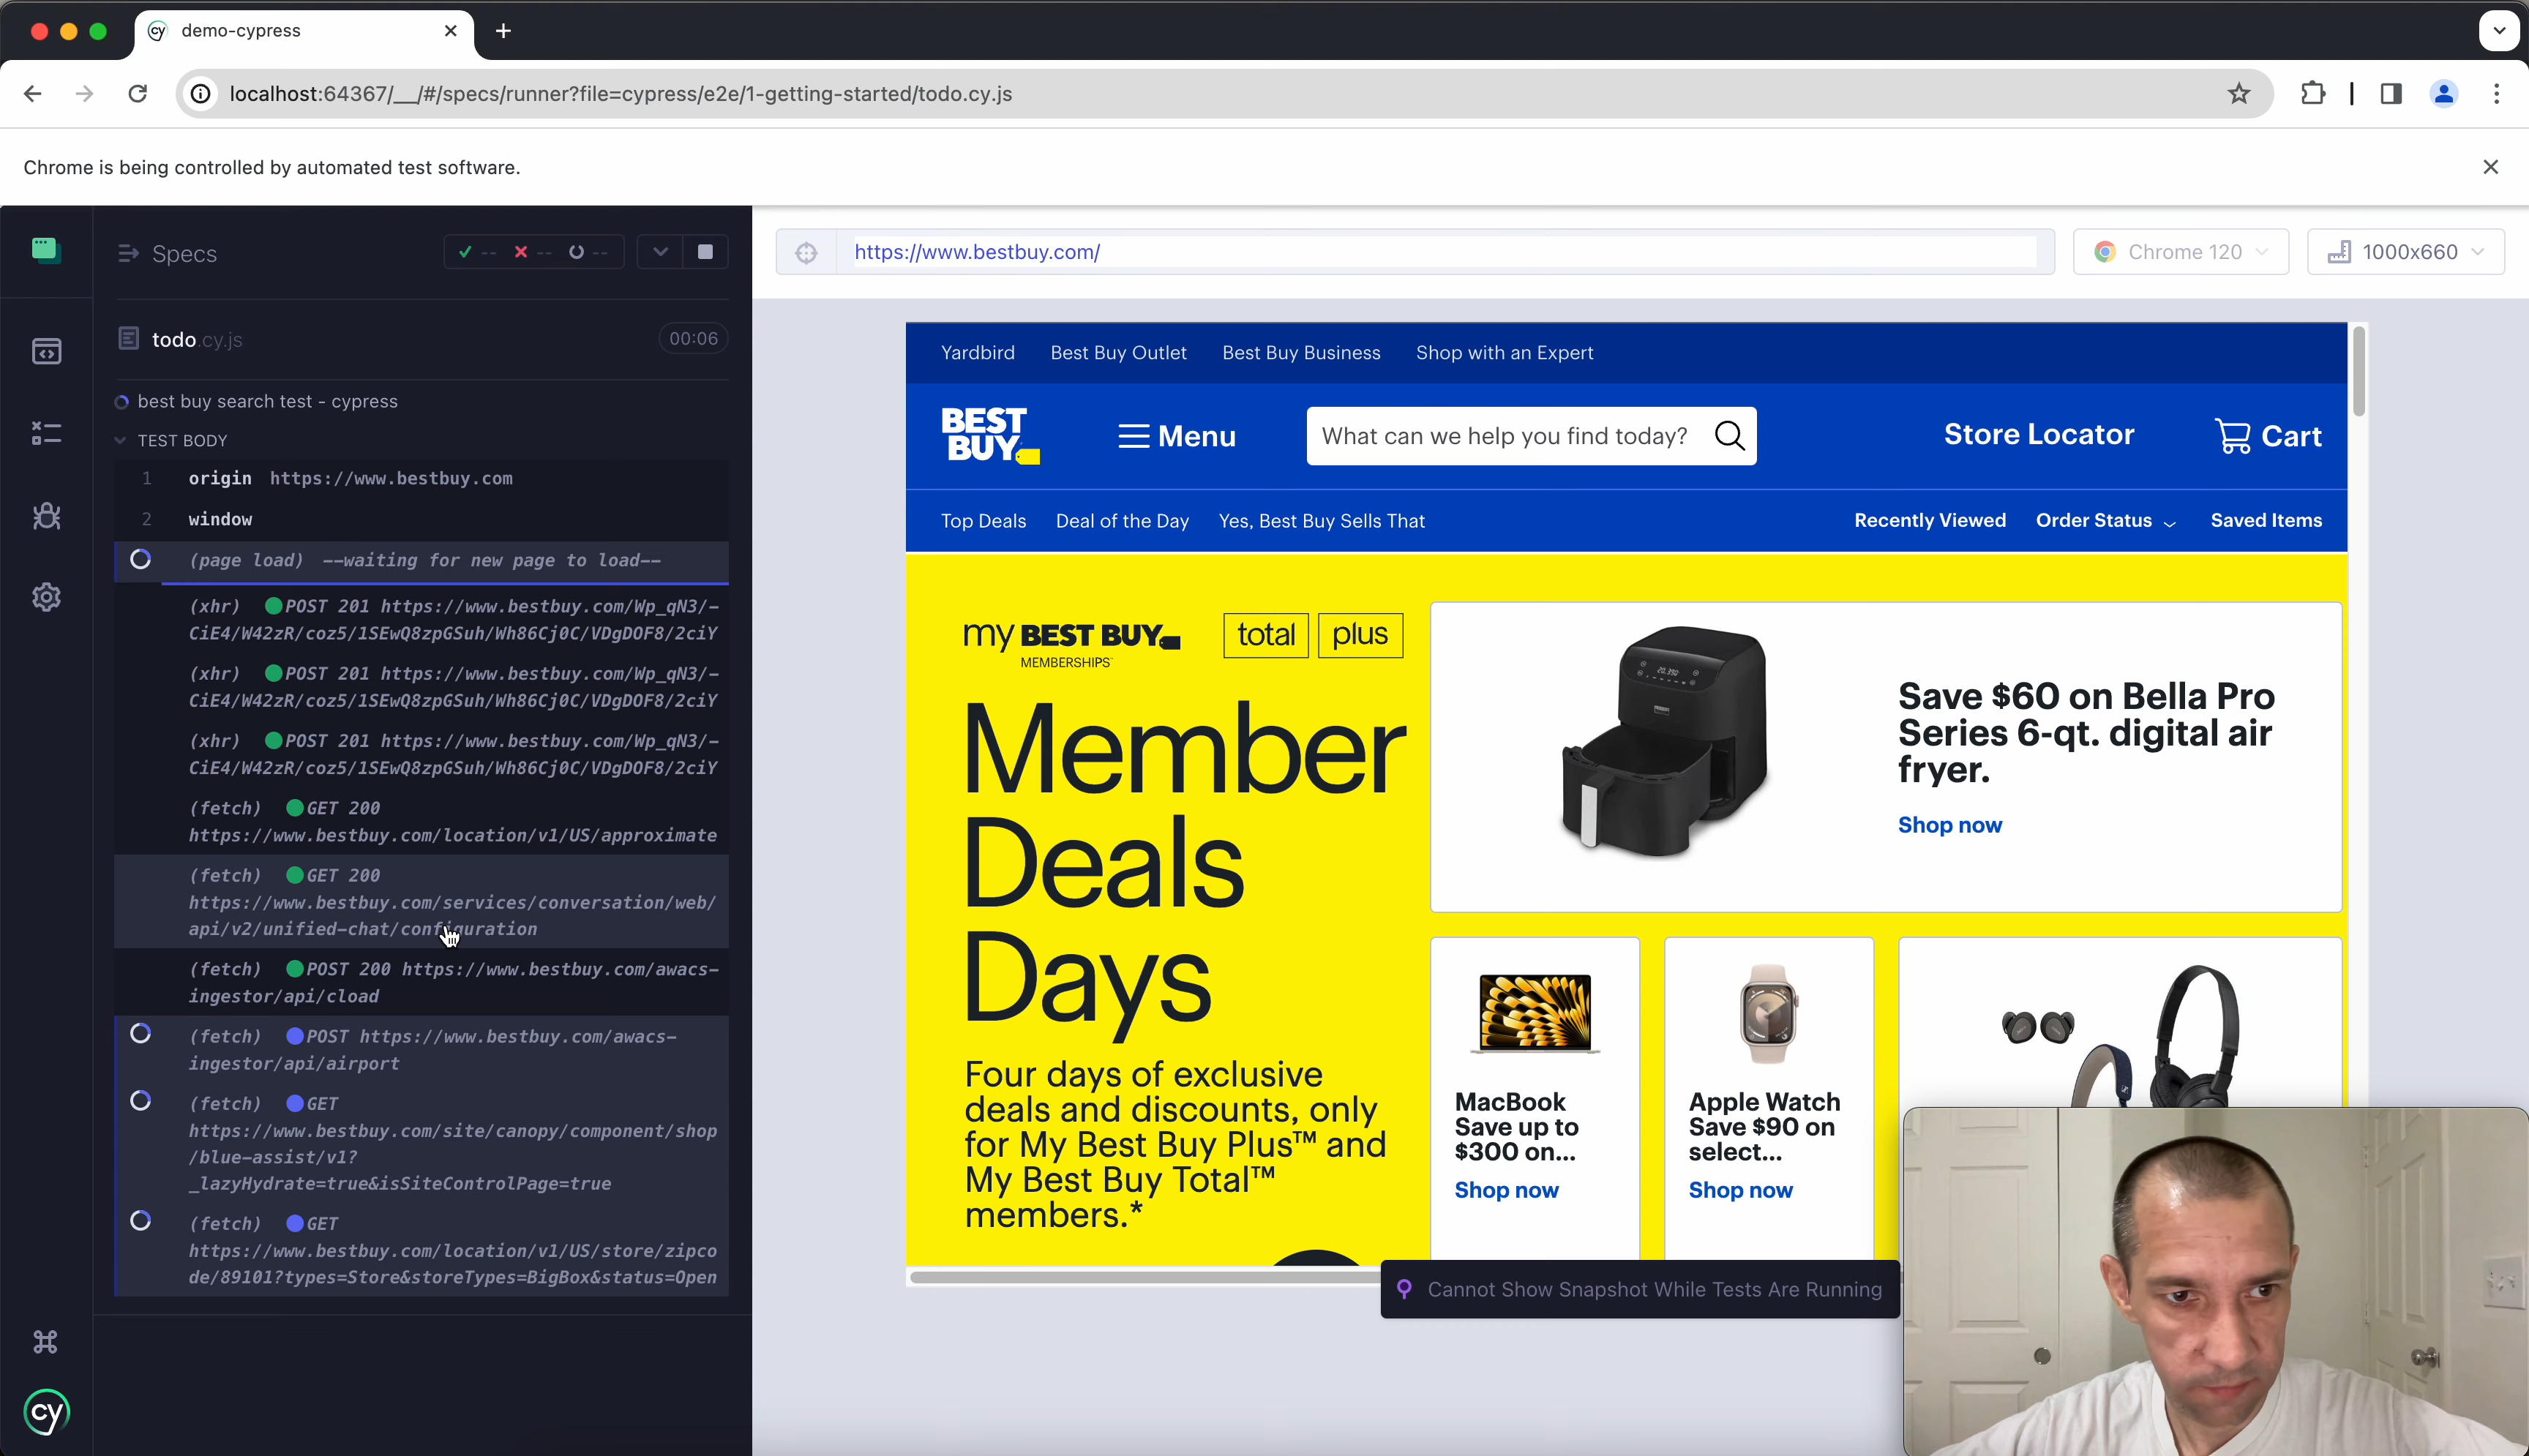 demo-cypress
localhost:64367/__/#/specs/runner?file=cypress/e2e/1-getting-started/todo.cy.js
Chrome is being controlled by automated test software.
Specs
-- -- --
https://www.bestbuy.com/
Chrome 120
1000x660
todo.cy.js
00:06
best buy search test - cypress
TEST BODY
1 origin https://www.bestbuy.com
2 window
(page load) --waiting for new page to load--
(xhr) POST 201 https://www.bestbuy.com/Wp_qN3/-
CiE4/W42zR/coz5/1SEwQ8zpGSuh/Wh86Cj0C/VDgDOF8/2ciY
(xhr) POST 201 https://www.bestbuy.com/Wp_qN3/-
CiE4/W42zR/coz5/1SEwQ8zpGSuh/Wh86Cj0C/VDgDOF8/2ciY
(xhr) POST 201 https://www.bestbuy.com/Wp_qN3/-
CiE4/W42zR/coz5/1SEwQ8zpGSuh/Wh86Cj0C/VDgDOF8/2ciY
(fetch) GET 200
https://www.bestbuy.com/location/v1/US/approximate
(fetch) GET 200
https://www.bestbuy.com/services/conversation/web/
api/v2/unified-chat/configuration
(fetch) POST 200 https://www.bestbuy.com/awacs-
ingestor/api/cload
(fetch) POST https://www.bestbuy.com/awacs-
ingestor/api/airport
(fetch) GET
https://www.bestbuy.com/site/canopy/component/shop
/blue-assist/v1?
_lazyHydrate=true&isSiteControlPage=true
(fetch) GET
https://www.bestbuy.com/location/v1/US/store/zipco
de/89101?types=Store&storeTypes=BigBox&status=Open
cy
Yardbird Best Buy Outlet Best Buy Business Shop with an Expert
BEST
BUY
Menu
What can we help you find today?
Store Locator
Cart
Top Deals Deal of the Day Yes, Best Buy Sells That
Recently Viewed Order Status Saved Items
my BEST BUY
MEMBERSHIPS
total plus
Member
Deals
Days
Four days of exclusive
deals and discounts, only
for My Best Buy Plus™ and
My Best Buy Total™
members.*
Save $60 on Bella Pro
Series 6-qt. digital air
fryer.
Shop now
MacBook
Save up to
$300 on...
Shop now
Apple Watch
Save $90 on
select...
Shop now
Cannot Show Snapshot While Tests Are Running